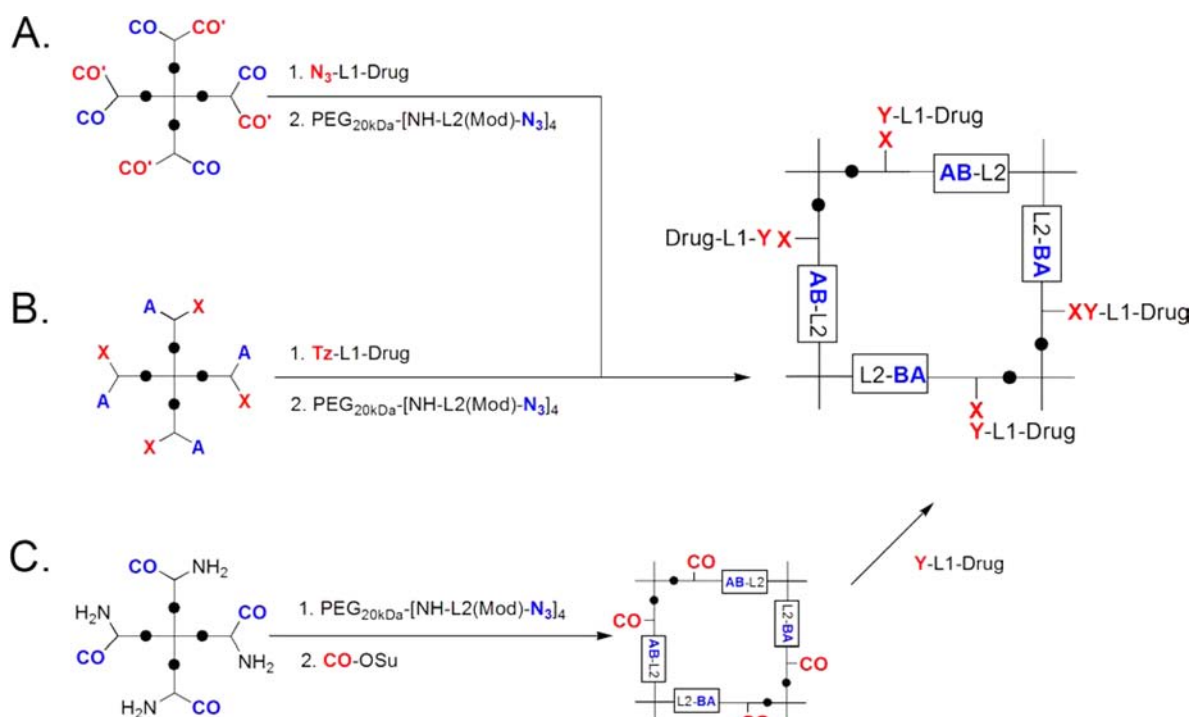 A.
CO CO'
CO' CO
CO CO'
CO' CO
1. N₃-L1-Drug
2. PEG₂₀kDa-[NH-L2(Mod)-N₃]₄
Y-L1-Drug
X
AB-L2
Drug-L1-Y X
L2-BA
AB-L2
XY-L1-Drug
L2-BA
X
Y-L1-Drug
B.
A X
X A
A X
X A
1. Tz-L1-Drug
2. PEG₂₀kDa-[NH-L2(Mod)-N₃]₄
C.
CO NH₂
H₂N CO
CO NH₂
H₂N CO
1. PEG₂₀kDa-[NH-L2(Mod)-N₃]₄
2. CO-OSu
CO
AB-L2
CO
L2-BA
AB-L2
CO
L2-BA
CO
Y-L1-Drug